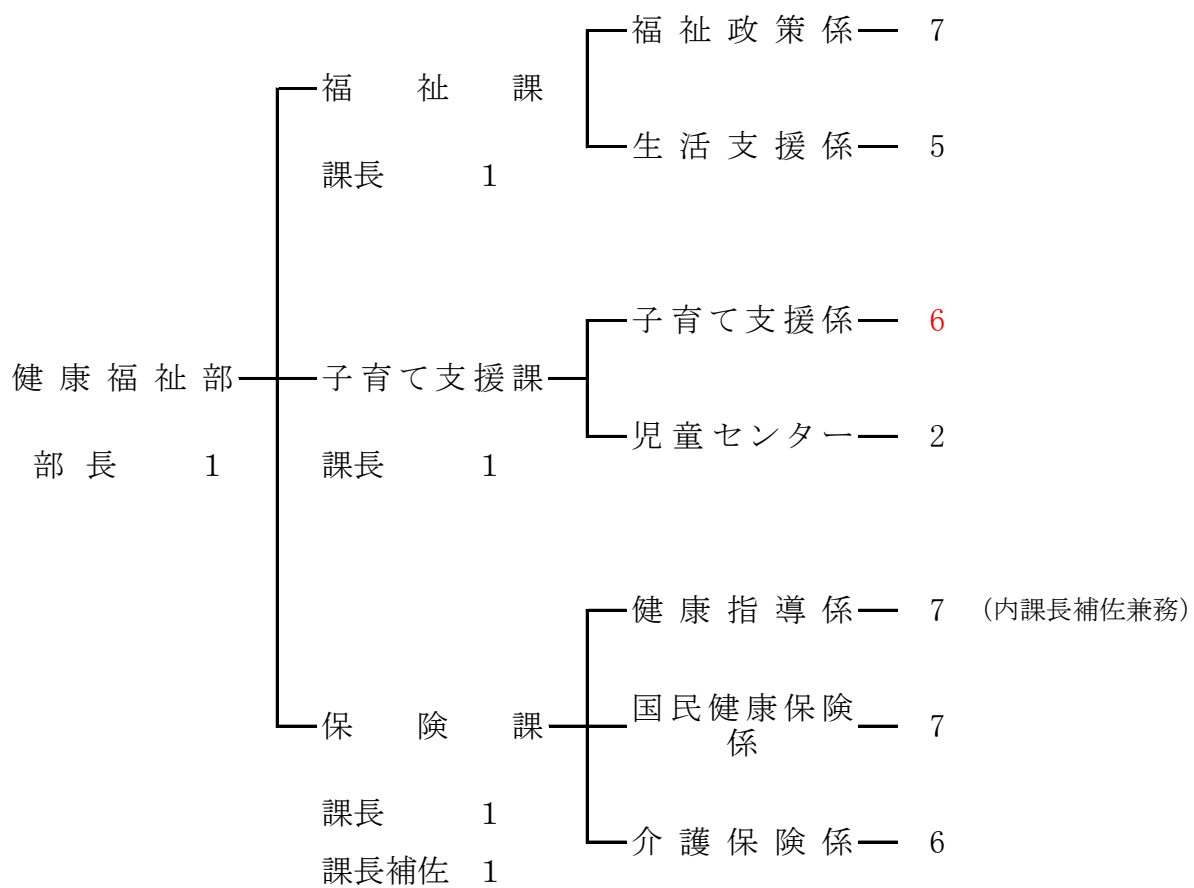 福祉政策係 7
福祉課
生活支援係 5
課長 1
子育て支援係 6
健康福祉部 子育て支援課
児童センター 2
部長 1 課長 1
健康指導係 7 (内課長補佐兼務)
国民健康保険
係 7
保険課
課長 1
介護保険係 6
課長補佐 1